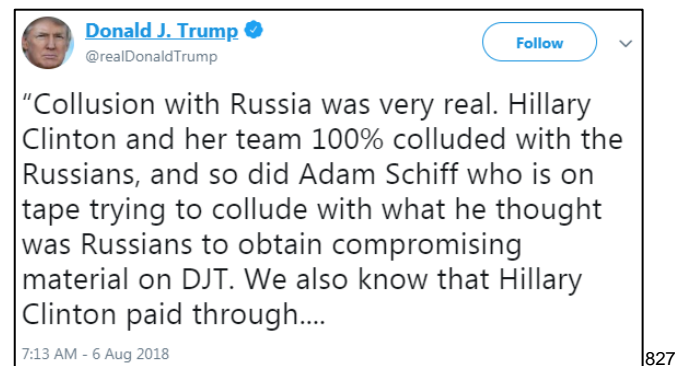 Donald J. Trump
Follow
@realDonaldTrump
“Collusion with Russia was very real. Hillary
Clinton and her team 100% colluded with the
Russians, and so did Adam Schiff who is on
tape trying to collude with what he thought
was Russians to obtain compromising
material on DJT. We also know that Hillary
Clinton paid through....
7:13 AM - 6 Aug 2018
827